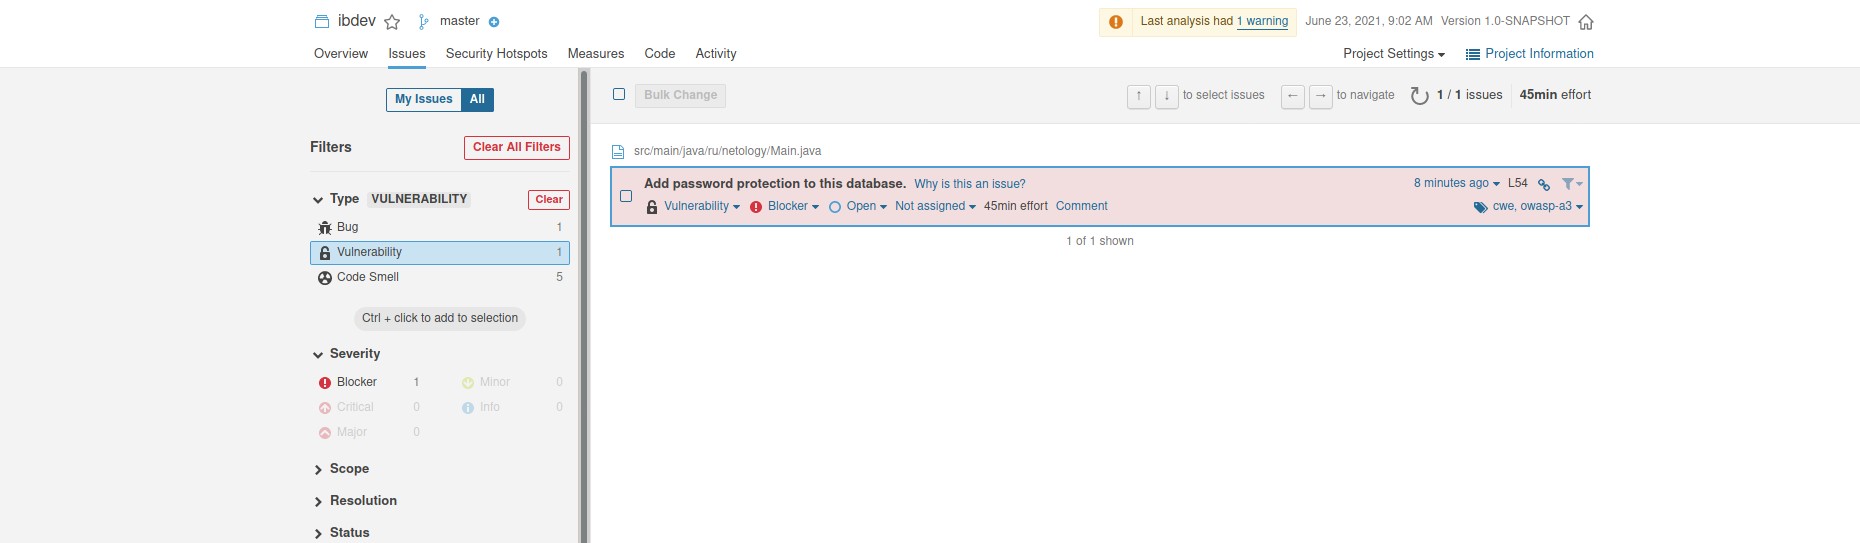 ibdev master
Last analysis had 1 warning June 23, 2021, 9:02 AM Version 1.0-SNAPSHOT
Overview Issues Security Hotspots Measures Code Activity
Project Settings Project Information
My Issues All
Bulk Change
↑ ↓ to select issues ← → to navigate 1 / 1 issues 45min effort
Filters Clear All Filters
Type VULNERABILITY Clear
Bug 1
Vulnerability 1
Code Smell 5
Ctrl + click to add to selection
Severity
Blocker 1 Minor 0
Critical 0 Info 0
Major 0
Scope
Resolution
Status
src/main/java/ru/netology/Main.java
Add password protection to this database. Why is this an issue? 8 minutes ago L54
Vulnerability Blocker Open Not assigned 45min effort Comment cwe, owasp-a3
1 of 1 shown